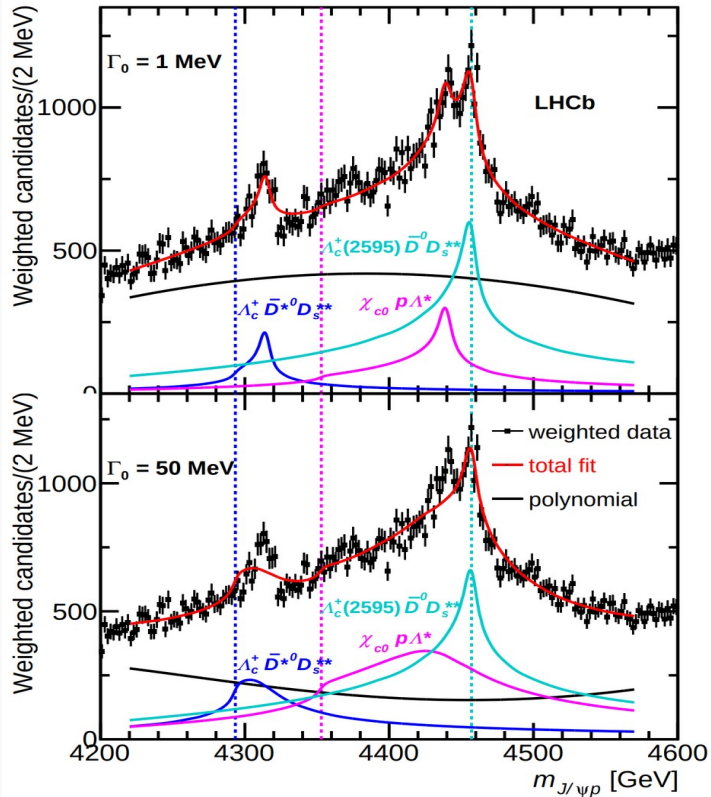 Weighted candidates/(2 MeV)
Γ₀ = 1 MeV
LHCb
1000
500
0
Λc⁺(2595) D̅⁰Ds**
Λc⁺ D̅*⁰Ds**
χc0 pΛ*
Weighted candidates/(2 MeV)
Γ₀ = 50 MeV
weighted data
total fit
polynomial
1000
500
0
Λc⁺(2595) D̅⁰Ds**
χc0 pΛ*
Λc⁺ D̅*⁰Ds**
4200 4300 4400 4500 4600
m J/ψp [GeV]